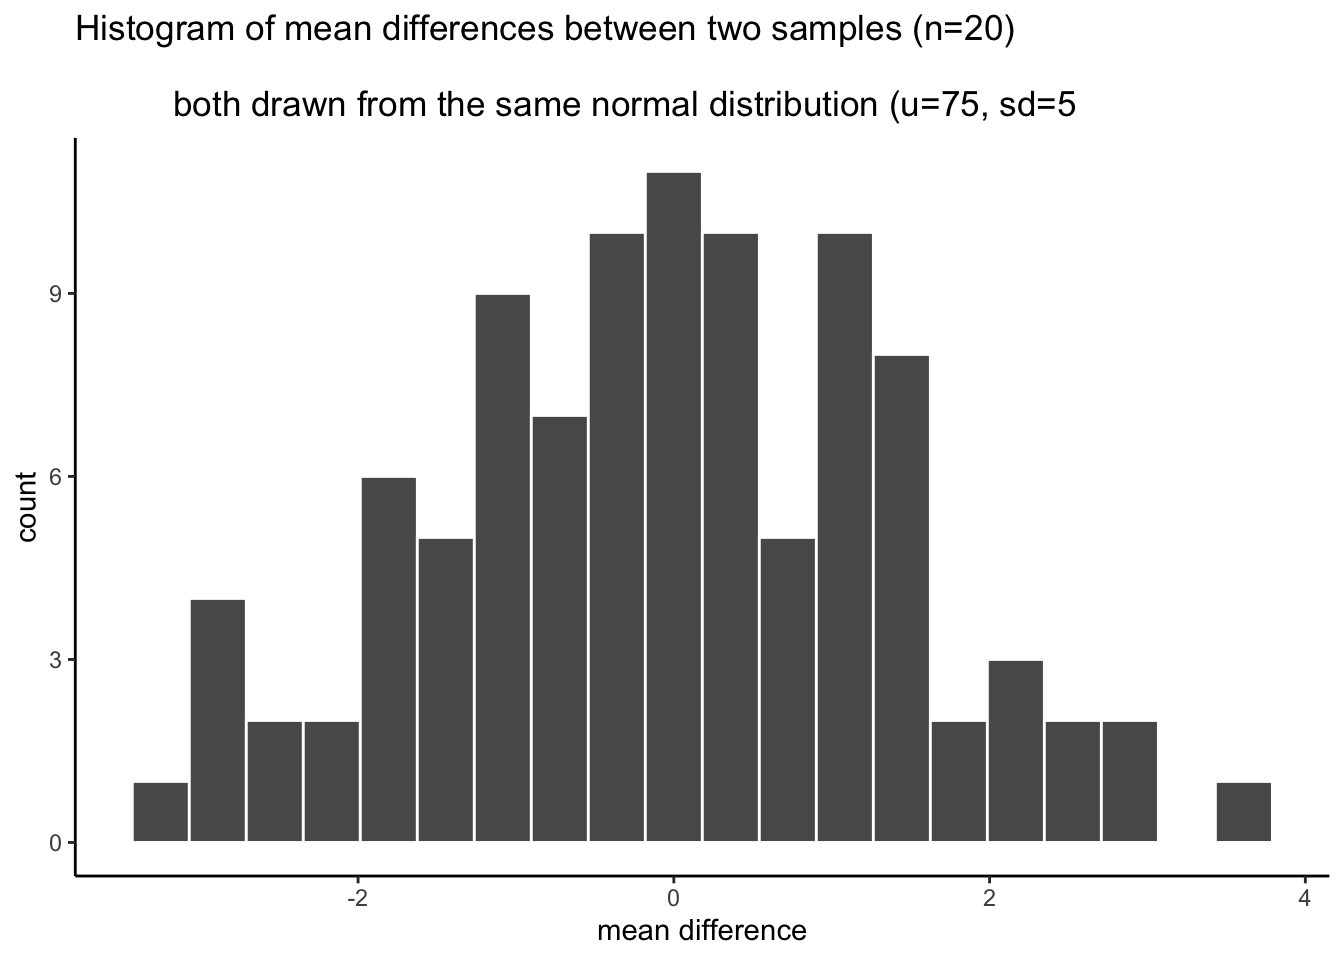 Histogram of mean differences between two samples (n=20)
both drawn from the same normal distribution (u=75, sd=5
9
6
3
0
count
-2
0
2
4
mean difference